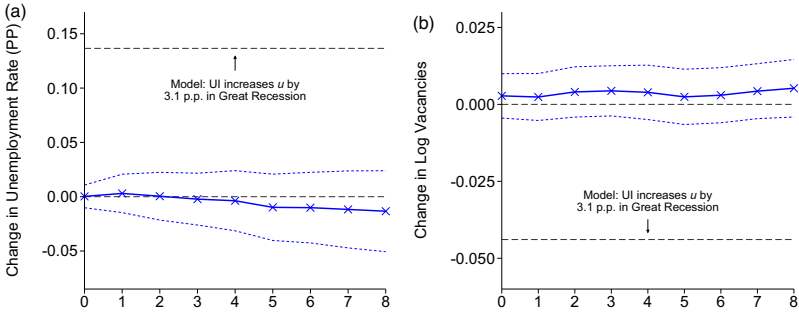 (a)
Change in Unemployment Rate (PP)
0.15
0.10
0.05
0.00
-0.05
Model: UI increases u by
3.1 p.p. in Great Recession
0 1 2 3 4 5 6 7 8
(b)
Change in Log Vacancies
0.025
0.000
-0.025
-0.050
Model: UI increases u by
3.1 p.p. in Great Recession
0 1 2 3 4 5 6 7 8